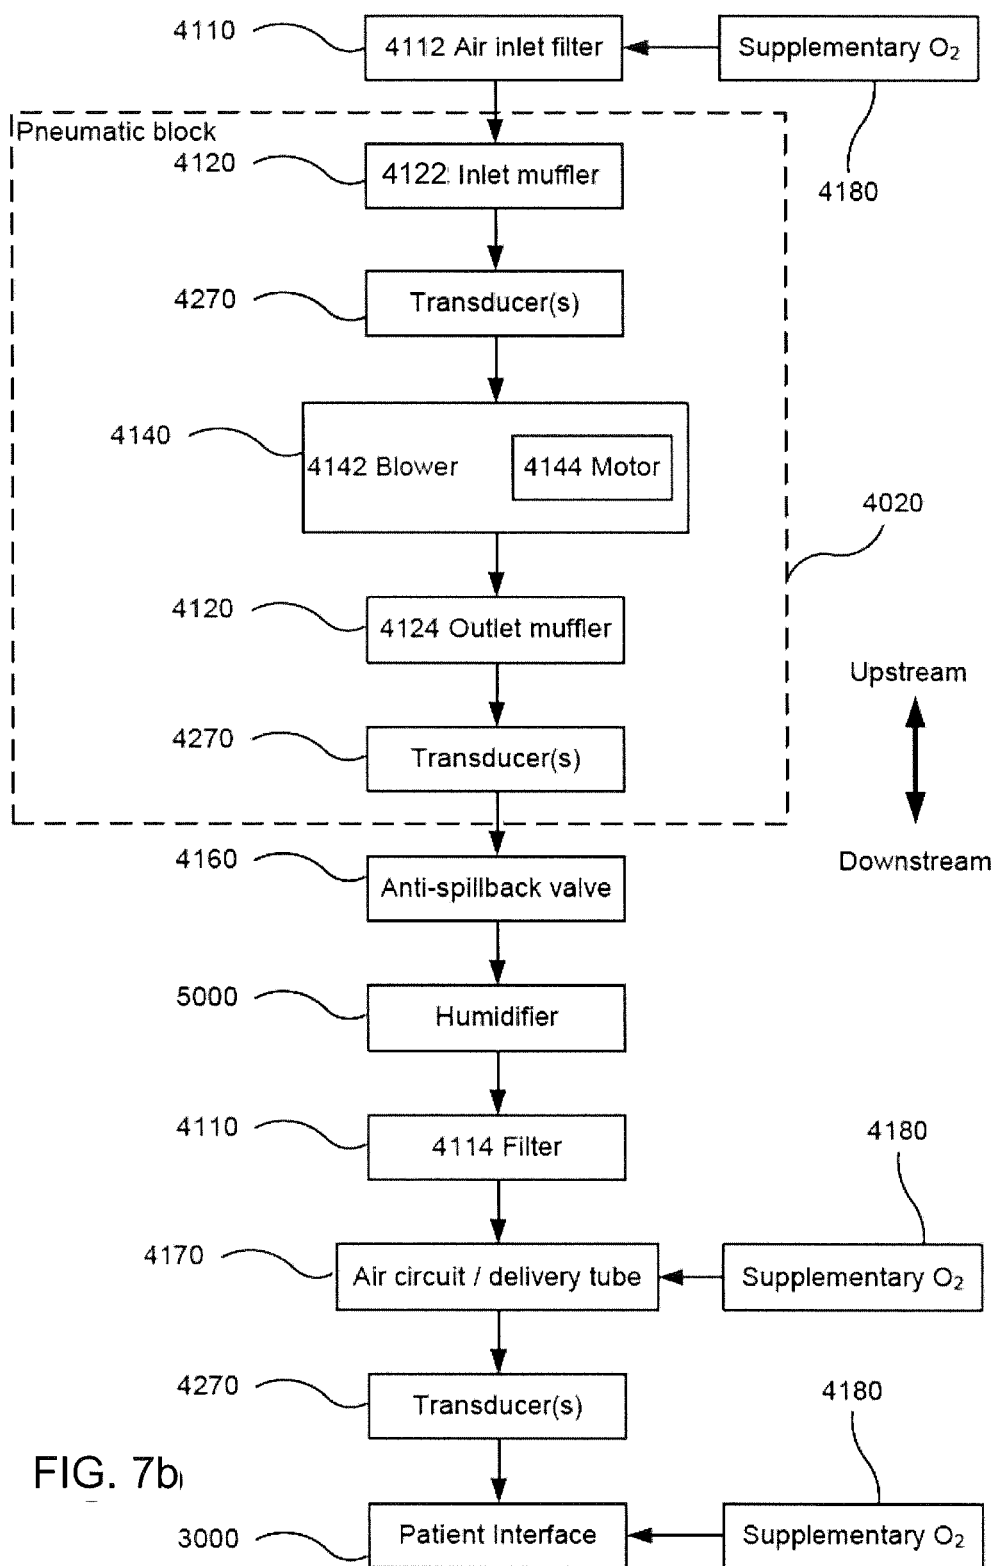 4110
4112 Air inlet filter
Supplementary O₂
Pneumatic block
4120
4122 Inlet muffler
4180
4270
Transducer(s)
4140
4142 Blower
4144 Motor
4020
4120
4124 Outlet muffler
Upstream
4270
Transducer(s)
4160
Anti-spillback valve
Downstream
5000
Humidifier
4110
4114 Filter
4180
4170
Air circuit / delivery tube
Supplementary O₂
4270
Transducer(s)
4180
FIG. 7b
3000
Patient Interface
Supplementary O₂